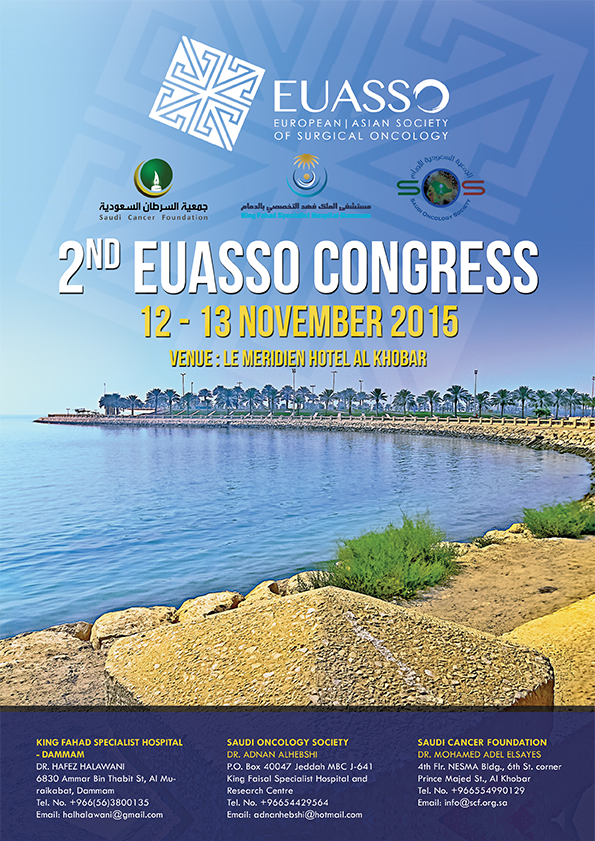 EUASSO
EUROPEAN | ASIAN SOCIETY
OF SURGICAL ONCOLOGY
جمعية السرطان السعودية
Saudi Cancer Foundation
مستشفى الملك فهد التخصصي بالدمام
King Fahad Specialist Hospital Dammam
الجمعية السعودية للأورام
SOS
SAUDI ONCOLOGY SOCIETY
2ND EUASSO CONGRESS
12 - 13 NOVEMBER 2015
VENUE : LE MERIDIEN HOTEL AL KHOBAR
KING FAHAD SPECIALIST HOSPITAL
- DAMMAM
DR. HAFEZ HALAWANI
6830 Ammar Bin Thabit St, Al Mu-
raikabat, Dammam
Tel. No. +966(56)3800135
Email: halhalawani@gmail.com
SAUDI ONCOLOGY SOCIETY
DR. ADNAN ALHEBSHI
P.O. Box 40047 Jeddah MBC J-641
King Faisal Specialist Hospital and
Research Centre
Tel. No. +96654429564
Email: adnanhebshi@hotmail.com
SAUDI CANCER FOUNDATION
DR. MOHAMED ADEL ELSAYES
4th Flr. NESMA Bldg., 6th St. corner
Prince Majed St., Al Khobar
Tel. No. +966554990129
Email: info@scf.org.sa